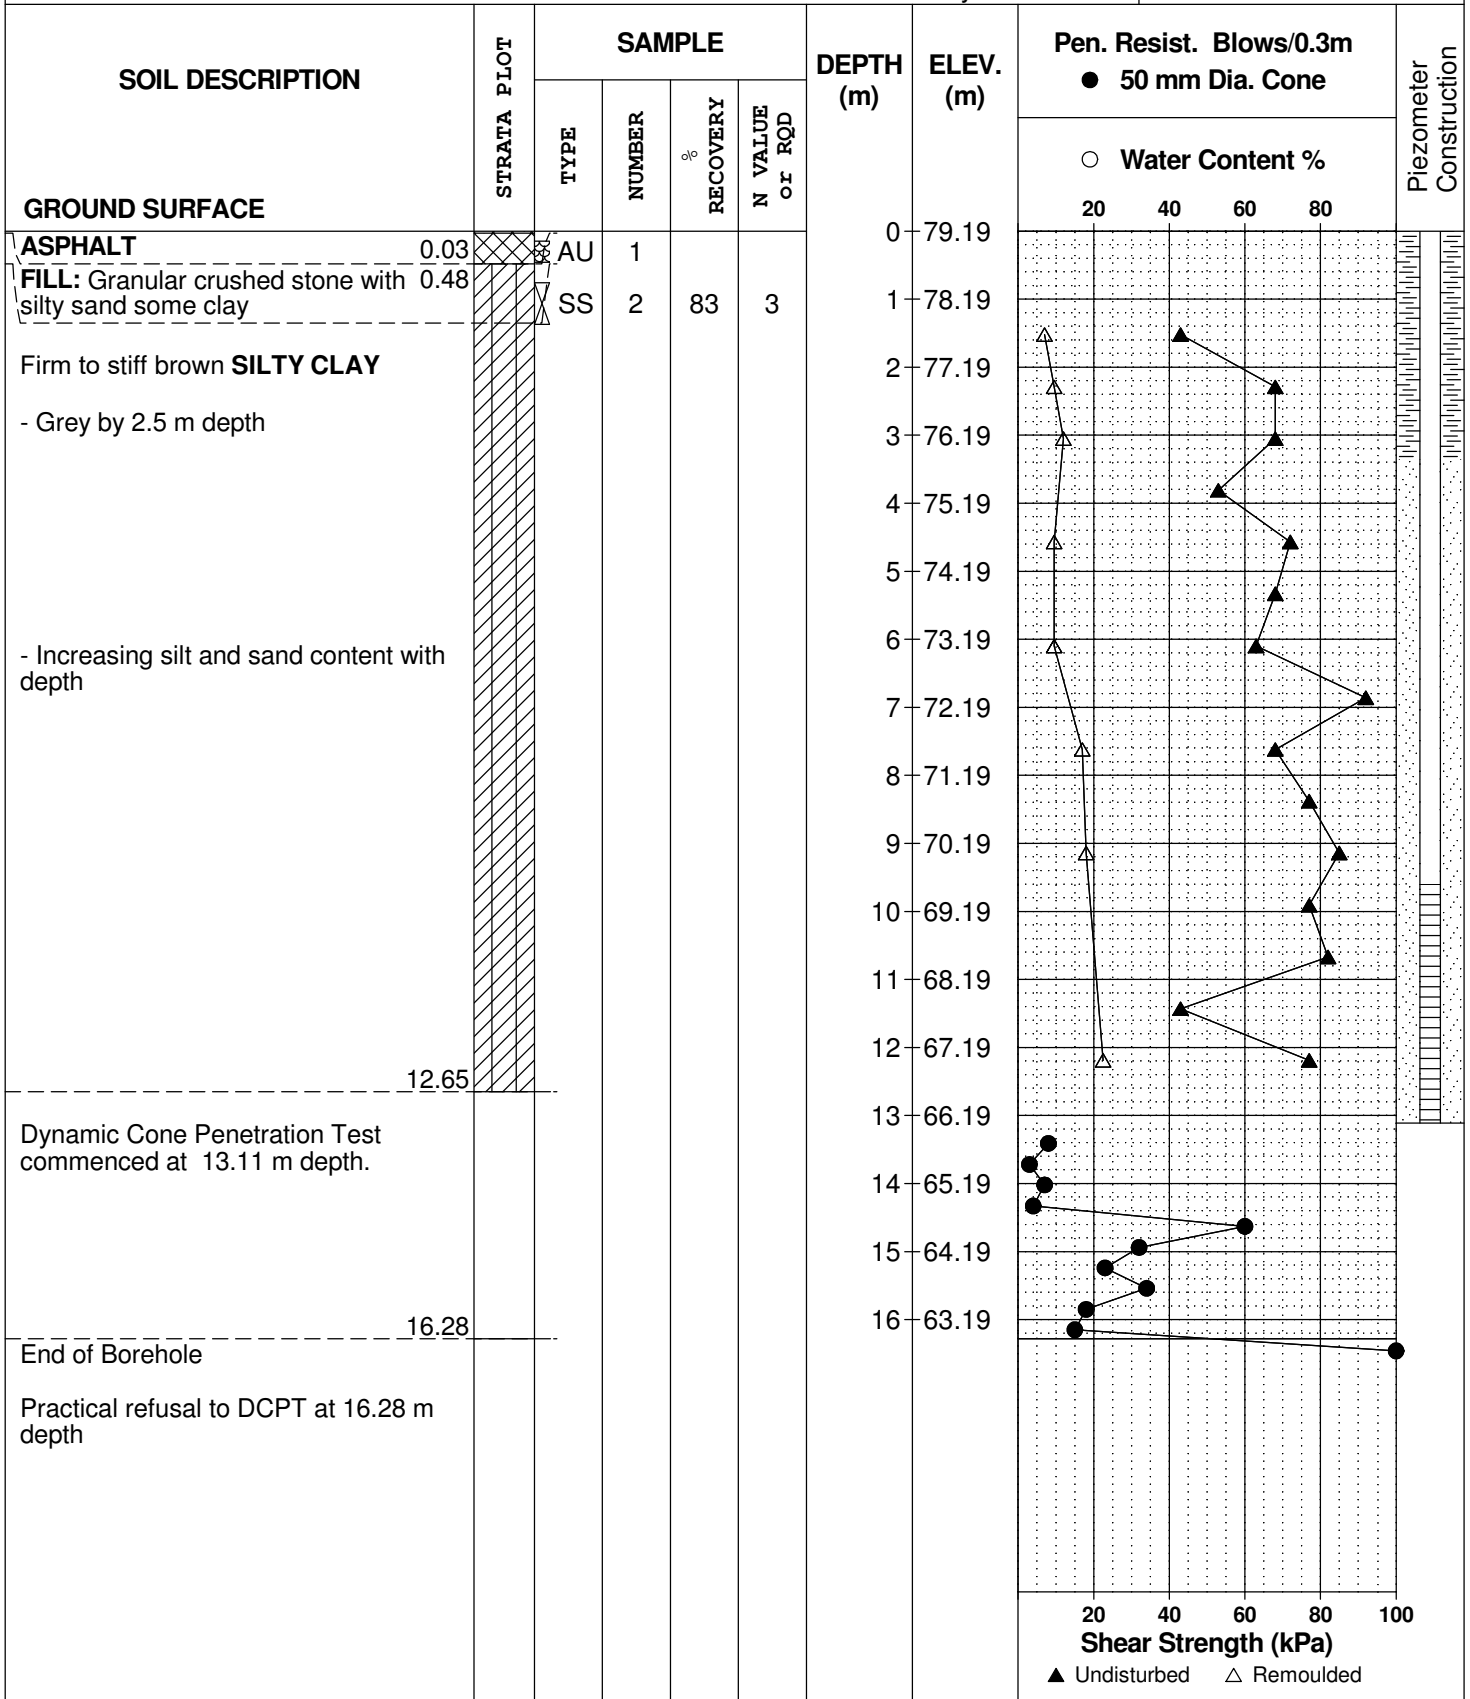 SOIL DESCRIPTION
GROUND SURFACE
STRATA PLOT
SAMPLE
TYPE
NUMBER
%
RECOVERY
N VALUE
or RQD
DEPTH
(m)
ELEV.
(m)
Pen. Resist. Blows/0.3m
● 50 mm Dia. Cone
○ Water Content %
20 40 60 80
Piezometer
Construction
ASPHALT 0.03
AU 1
0 79.19
FILL: Granular crushed stone with 0.48
silty sand some clay
SS 2 83 3
1 78.19
Firm to stiff brown SILTY CLAY
2 77.19
- Grey by 2.5 m depth
3 76.19
4 75.19
5 74.19
6 73.19
- Increasing silt and sand content with
depth
7 72.19
8 71.19
9 70.19
10 69.19
11 68.19
12 67.19
12.65
13 66.19
Dynamic Cone Penetration Test
commenced at 13.11 m depth.
14 65.19
15 64.19
16 63.19
16.28
End of Borehole
Practical refusal to DCPT at 16.28 m
depth
20 40 60 80 100
Shear Strength (kPa)
▲ Undisturbed △ Remoulded